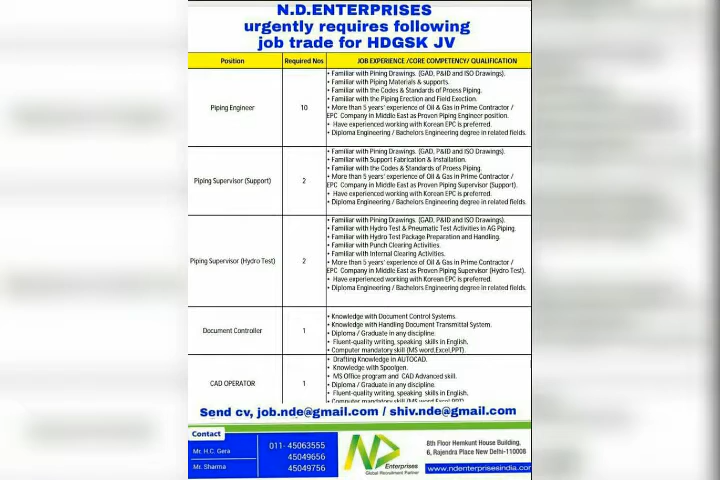 N.D.ENTERPRISES
urgently requires following
job trade for HDGSK JV
Position Required Nos JOB EXPERIENCE /CORE COMPETENCY/ QUALIFICATION
Piping Engineer 10
• Familiar with Pining Drawings. (GAD, P&ID and ISO Drawings).
• Familiar with Piping Materials & supports.
• Familiar with the Codes & Standards of Proess Piping.
• Familiar with the Piping Erection and Field Exection.
• More than 5 years' experience of Oil & Gas in Prime Contractor /
EPC Company in Middle East as Proven Piping Engineer position.
• Have experienced working with Korean EPC is preferred.
• Diploma Engineering / Bachelors Engineering degree in related fields.
Piping Supervisor (Support) 2
• Familiar with Pining Drawings. (GAD, P&ID and ISO Drawings).
• Familiar with Support Fabrication & Installation.
• Familiar with the Codes & Standards of Proess Piping.
• More than 5 years' experience of Oil & Gas in Prime Contractor /
EPC Company in Middle East as Proven Piping Supervisor (Support).
• Have experienced working with Korean EPC is preferred.
• Diploma Engineering / Bachelors Engineering degree in related fields.
Piping Supervisor (Hydro Test) 2
• Familiar with Pining Drawings. (GAD, P&ID and ISO Drawings).
• Familiar with Hydro Test & Pneumatic Test Activities in AG Piping.
• Familiar with Hydro Test Package Preparation and Handling.
• Familiar with Punch Clearing Activities.
• Familiar with Internal Clearing Activities.
• More than 5 years' experience of Oil & Gas in Prime Contractor /
EPC Company in Middle East as Proven Piping Supervisor (Hydro Test).
• Have experienced working with Korean EPC is preferred.
• Diploma Engineering / Bachelors Engineering degree in related fields.
Document Controller 1
• Knowledge with Document Control Systems.
• Knowledge with Handling Document Transmittal System.
• Diploma / Graduate in any discipline.
• Fluent-quality writing, speaking skills in English.
• Computer mandatory skill (MS word,Excel,PPT).
CAD OPERATOR 1
• Drafting Knowledge in AUTOCAD.
• Knowledge with Spoolgen.
• MS Office program and CAD Advanced skill.
• Diploma / Graduate in any discipline.
• Fluent-quality writing, speaking skills in English.
• Computer mandatory skill (MS word,Excel,PPT)
Send cv, job.nde@gmail.com / shiv.nde@gmail.com
Contact
Mr. H.C. Gera
Mr. Sharma
011- 45063555
45049656
45049756
ND Enterprises
Global Recruitment Partner
8th Floor Hemkunt House Building,
6, Rajendra Place New Delhi-110008
www.ndenterprisesindia.com